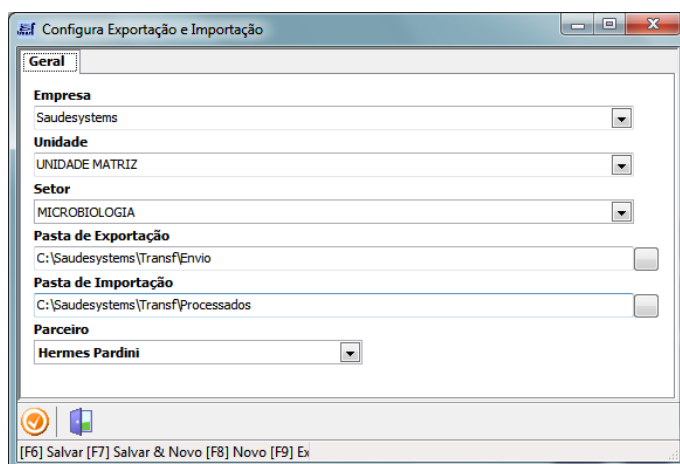 Configura Exportação e Importação
Geral
Empresa
Saudesystems
Unidade
UNIDADE MATRIZ
Setor
MICROBIOLOGIA
Pasta de Exportação
C:\Saudesystems\Transf\Envio
Pasta de Importação
C:\Saudesystems\Transf\Processados
Parceiro
Hermes Pardini
[F6] Salvar [F7] Salvar & Novo [F8] Novo [F9] Ex